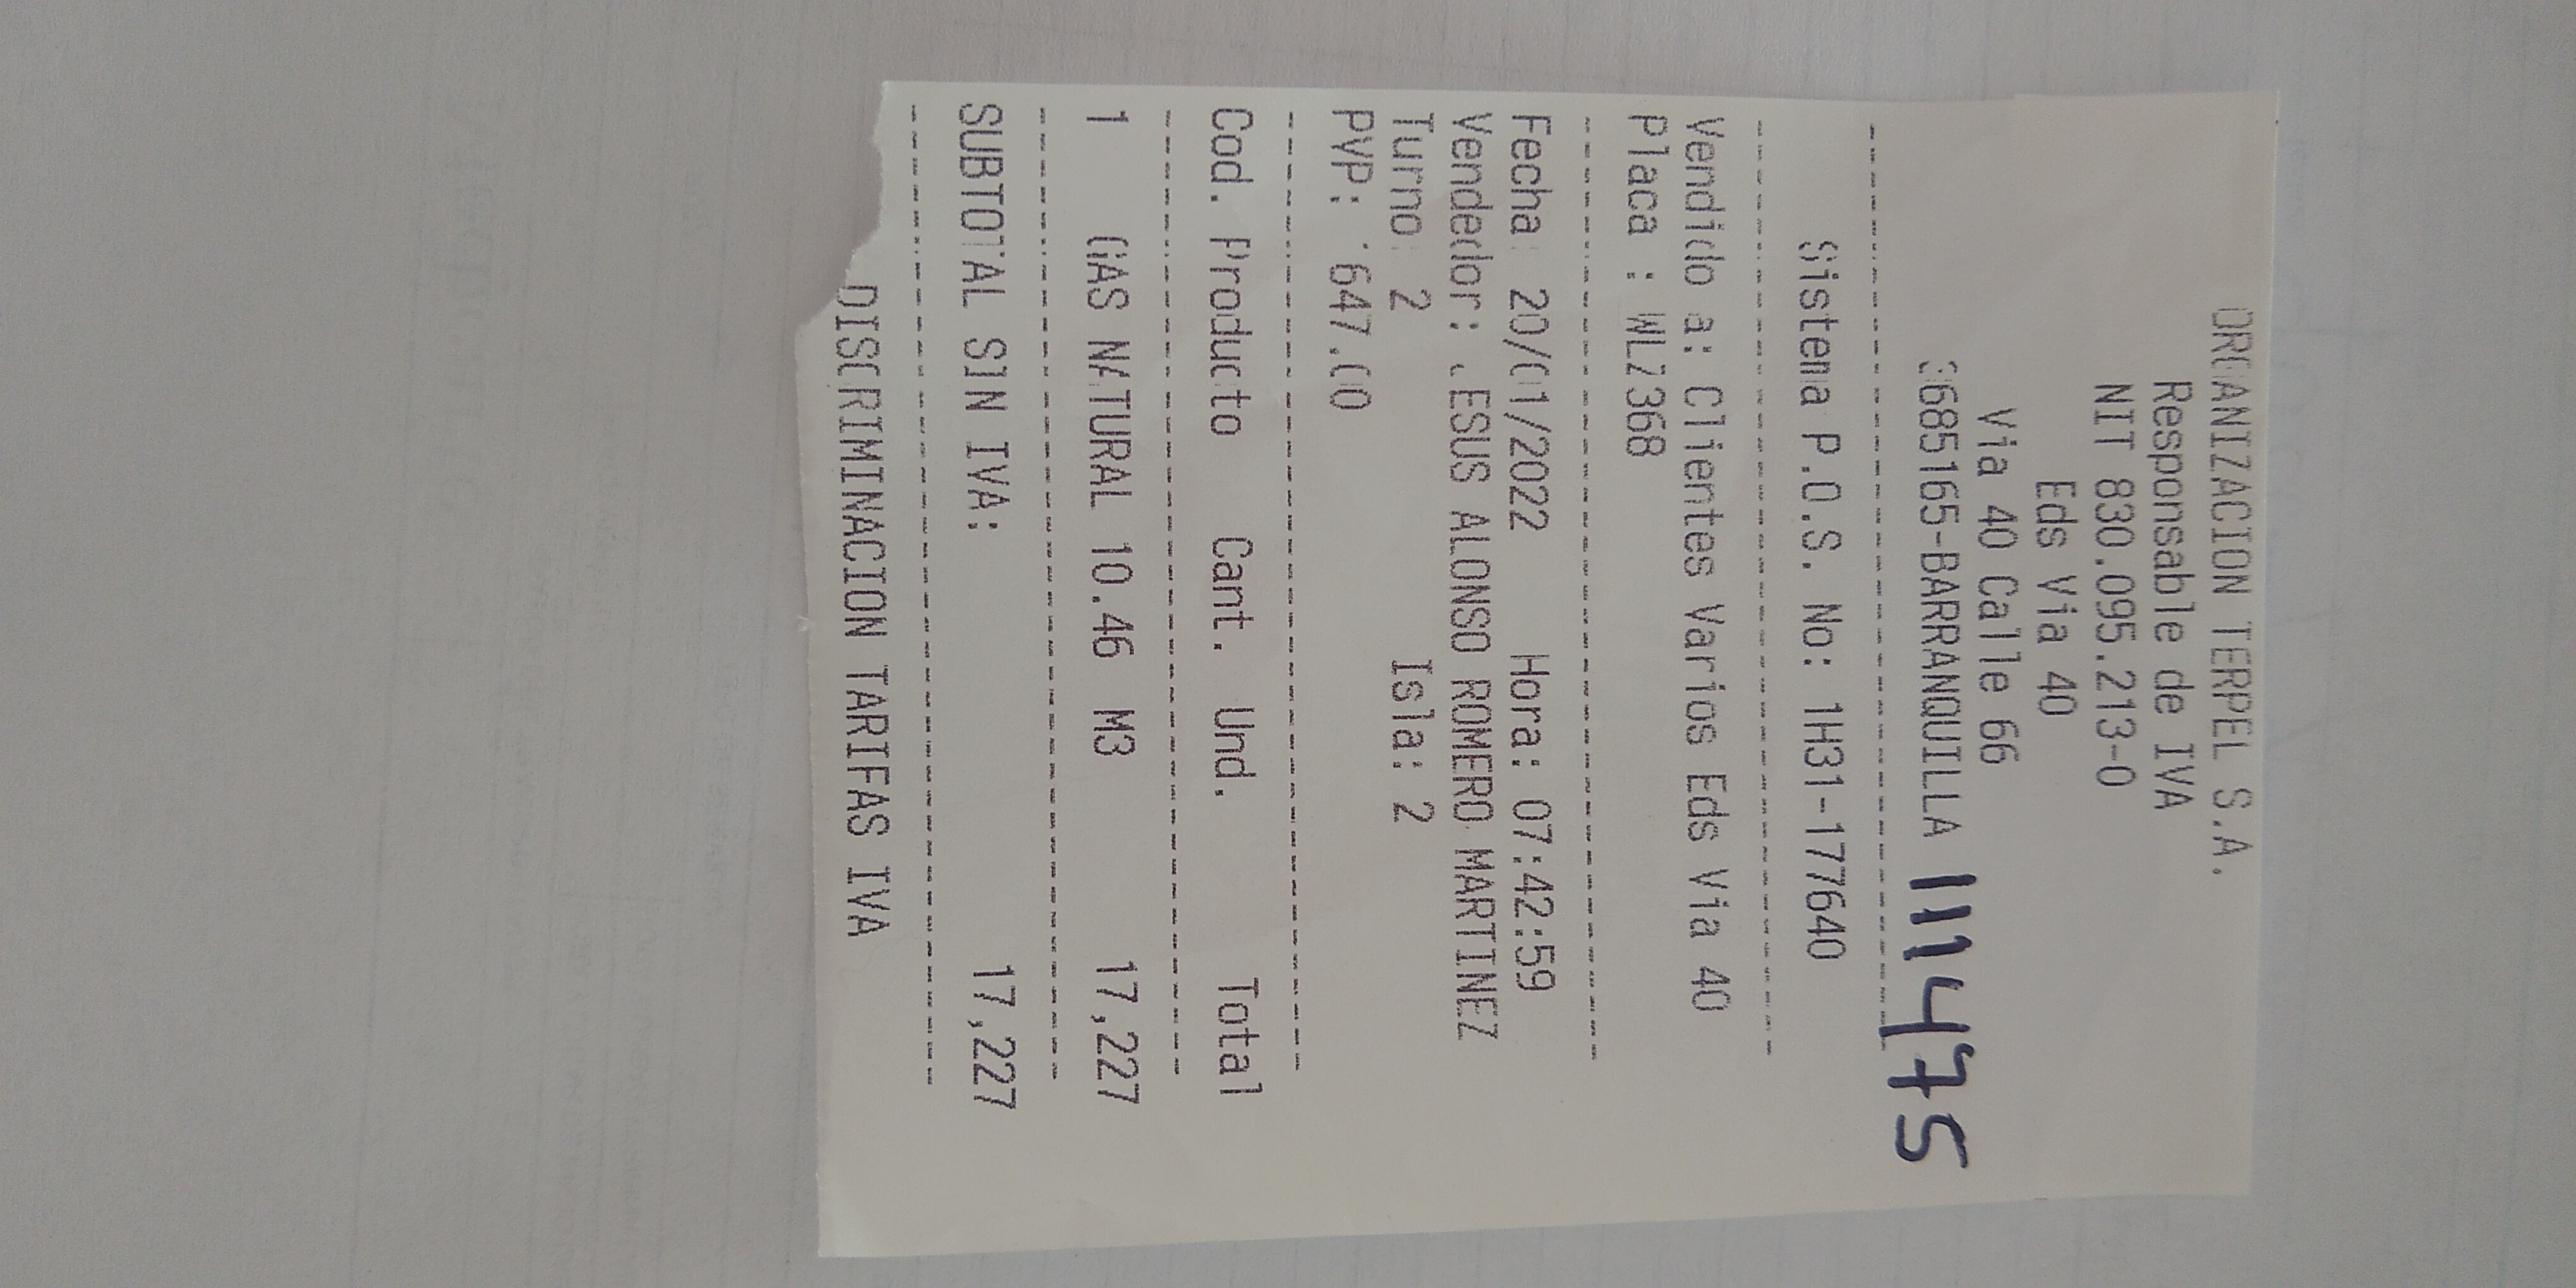 ORGANIZACION TERPEL S.A.
Responsable de IVA
NIT 830.095.213-0
Eds Via 40
Via 40 Calle 66
3685165-BARRANQUILLA 111475
Sistema P.O.S. No: 1H31-177640
Vendido a: Clientes Varios Eds Via 40
Placa : WLZ368
Fecha 20/01/2022 Hora: 07:42:59
Vendedor: JESUS ALONSO ROMERO MARTINEZ
Turno 2 Isla: 2
PVP: 647.00
Cod. Producto Cant. Und. Total
1 GAS NATURAL 10.46 M3 17,227
SUBTOTAL SIN IVA: 17,227
DISCRIMINACION TARIFAS IVA